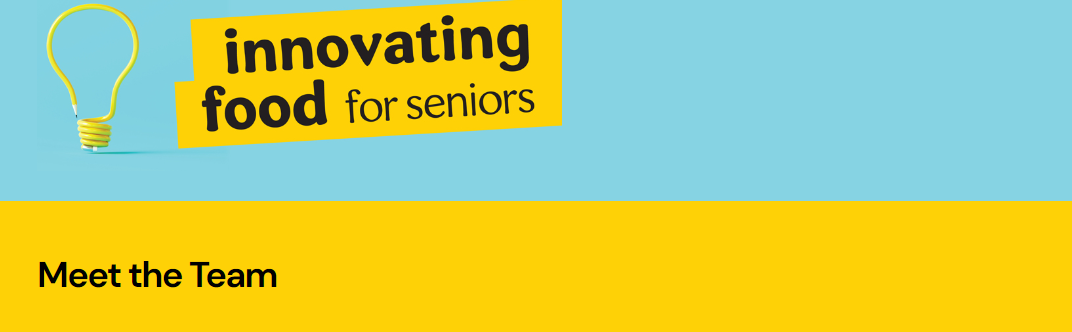 innovating
food for seniors
Meet the Team